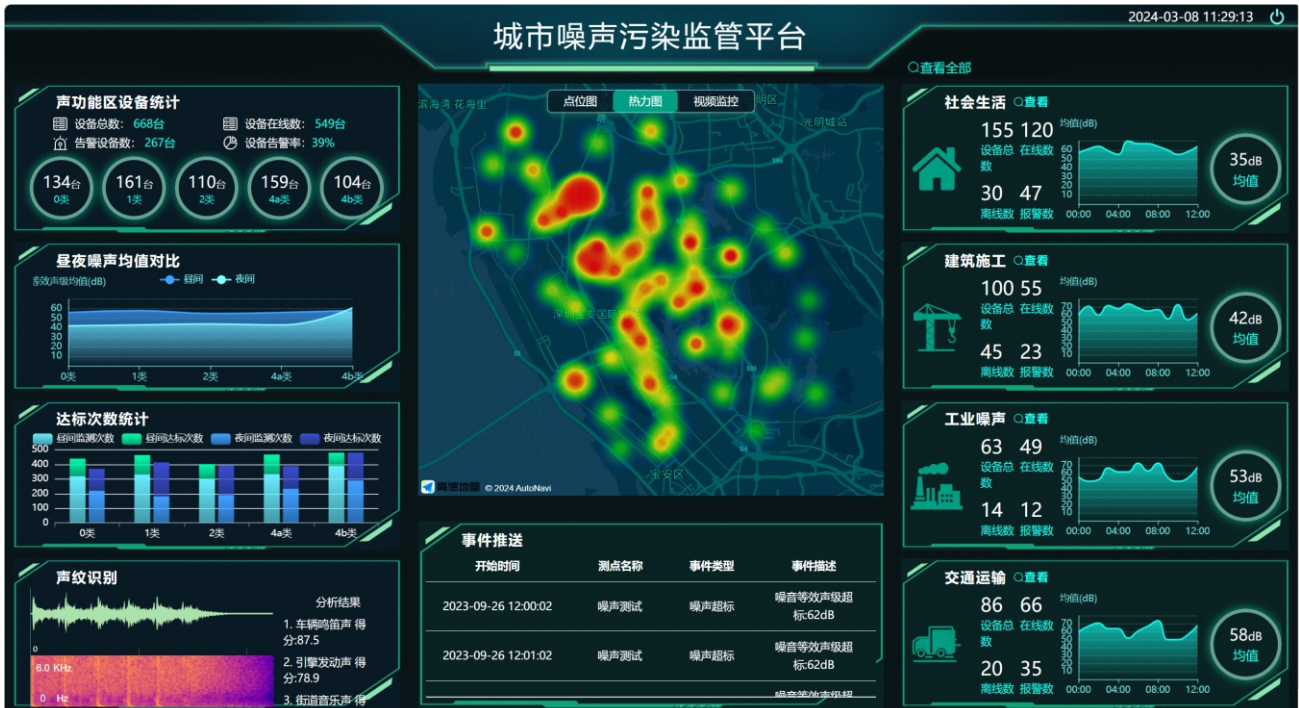 城市噪声污染监管平台
2024-03-08 11:29:13
查看全部
声功能区设备统计
设备总数: 668台
设备在线数: 549台
告警设备数: 267台
设备告警率: 39%
134台 161台 110台 159台 104台
0类 1类 2类 4a类 4b类
昼夜噪声均值对比
效声级均值(dB)
昼间 夜间
60
50
40
30
20
10
0类 1类 2类 4a类 4b类
达标次数统计
昼间监测次数 昼间达标次数 夜间监测次数 夜间达标次数
500
400
300
200
100
0
0类 1类 2类 4a类 4b类
声纹识别
0
6.0 KHz
0 Hz
分析结果
1. 车辆鸣笛声 得
分:87.5
2. 引擎发动声 得
分:78.9
3. 街道音乐声 得
点位图 热力图 视频监控
滨海湾·花海里
明区
光明城站
深圳宝安国际
宝安区
高德地图 © 2024 AutoNavi
事件推送
开始时间 测点名称 事件类型 事件描述
2023-09-26 12:00:02 噪声测试 噪声超标 噪音等效声级超
标:62dB
2023-09-26 12:01:02 噪声测试 噪声超标 噪音等效声级超
标:62dB
噪音等效声级超
社会生活 查看
155 120
设备总 在线数
数
30 47
离线数 报警数
均值(dB)
60
50
40
30
20
10
00:00 04:00 08:00 12:00
35dB
均值
建筑施工 查看
100 55
设备总 在线数
数
45 23
离线数 报警数
均值(dB)
70
60
50
40
30
20
10
00:00 04:00 08:00 12:00
42dB
均值
工业噪声 查看
63 49
设备总 在线数
数
14 12
离线数 报警数
均值(dB)
70
60
50
40
30
20
10
00:00 04:00 08:00 12:00
53dB
均值
交通运输 查看
86 66
设备总 在线数
数
20 35
离线数 报警数
均值(dB)
70
60
50
40
30
20
10
00:00 04:00 08:00 12:00
58dB
均值